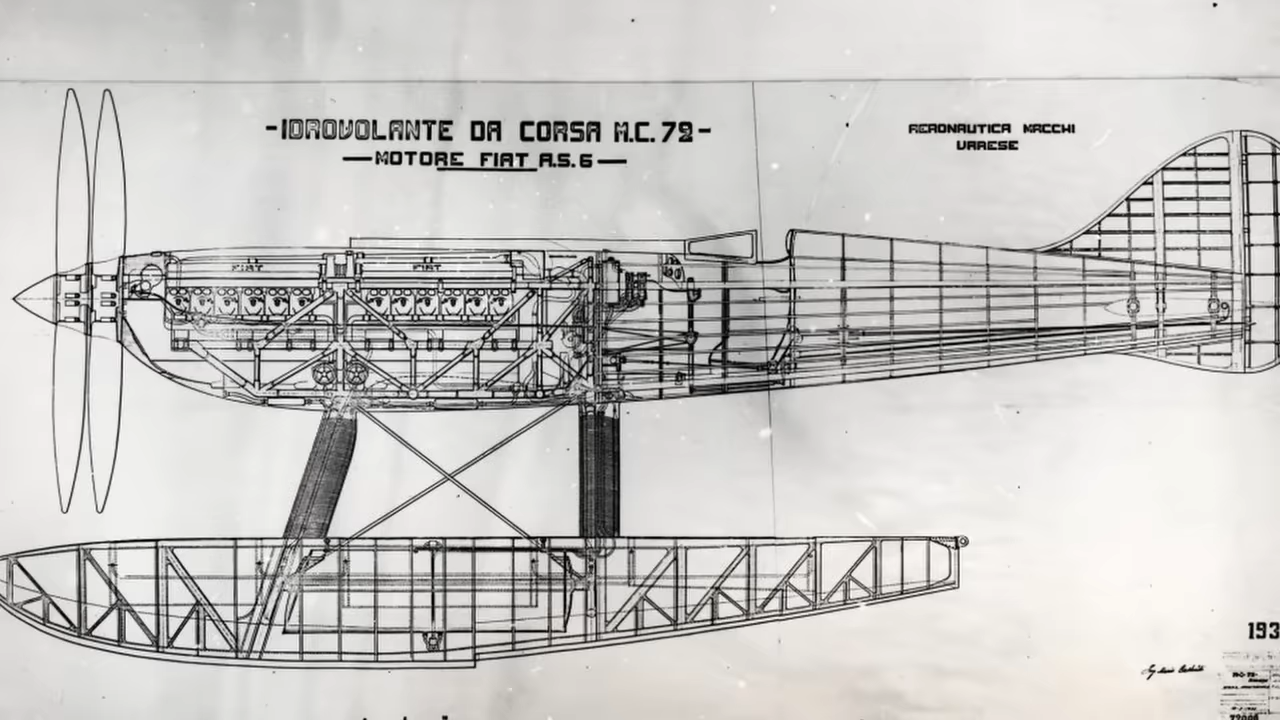 -IDROVOLANTE DA CORSA M.C.72-
—MOTORE FIAT A.S.6—
AERONAUTICA MACCHI
VARESE
FIAT FIAT
193